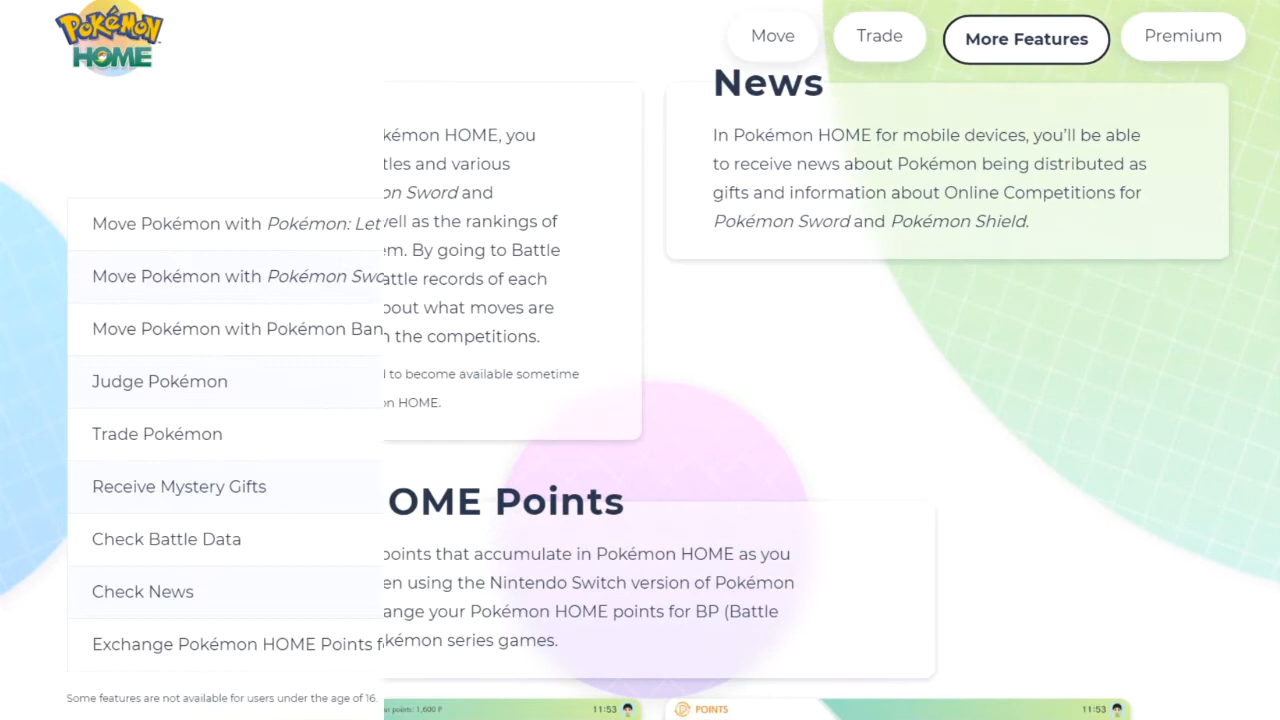 Pokémon
HOME
Move
Trade
More Features
Premium
Move Pokémon with Pokémon: Let
Move Pokémon with Pokémon Swo
Move Pokémon with Pokémon Ban
Judge Pokémon
Trade Pokémon
Receive Mystery Gifts
Check Battle Data
Check News
Exchange Pokémon HOME Points f
Some features are not available for users under the age of 16.
kémon HOME, you
tles and various
on Sword and
well as the rankings of
em. By going to Battle
attle records of each
bout what moves are
n the competitions.
d to become available sometime
on HOME.
News
In Pokémon HOME for mobile devices, you’ll be able
to receive news about Pokémon being distributed as
gifts and information about Online Competitions for
Pokémon Sword and Pokémon Shield.
OME Points
points that accumulate in Pokémon HOME as you
en using the Nintendo Switch version of Pokémon
ange your Pokémon HOME points for BP (Battle
kémon series games.
points: 1,600 P
11:53
POINTS
11:53